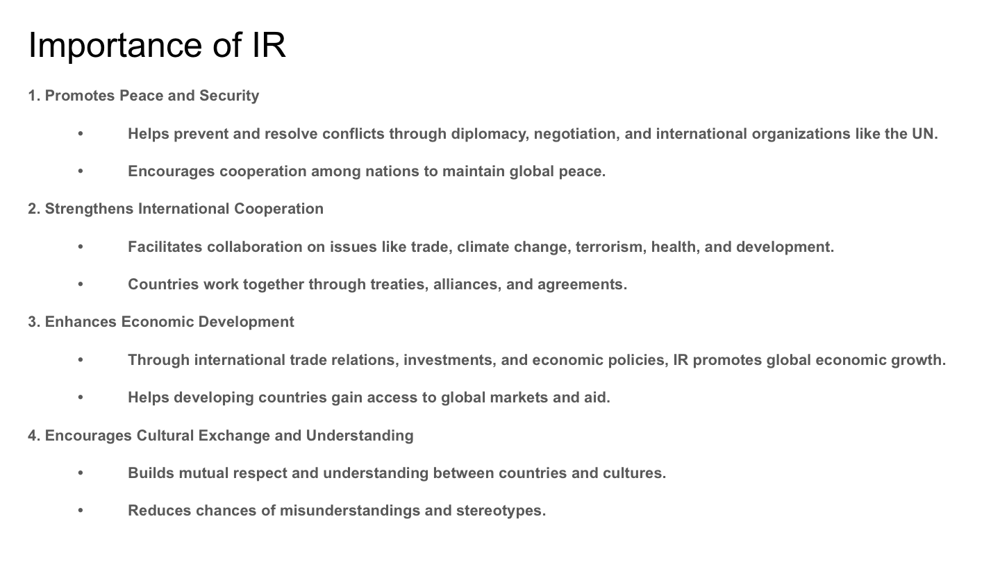 Importance of IR
1. Promotes Peace and Security
• Helps prevent and resolve conflicts through diplomacy, negotiation, and international organizations like the UN.
• Encourages cooperation among nations to maintain global peace.
2. Strengthens International Cooperation
• Facilitates collaboration on issues like trade, climate change, terrorism, health, and development.
• Countries work together through treaties, alliances, and agreements.
3. Enhances Economic Development
• Through international trade relations, investments, and economic policies, IR promotes global economic growth.
• Helps developing countries gain access to global markets and aid.
4. Encourages Cultural Exchange and Understanding
• Builds mutual respect and understanding between countries and cultures.
• Reduces chances of misunderstandings and stereotypes.